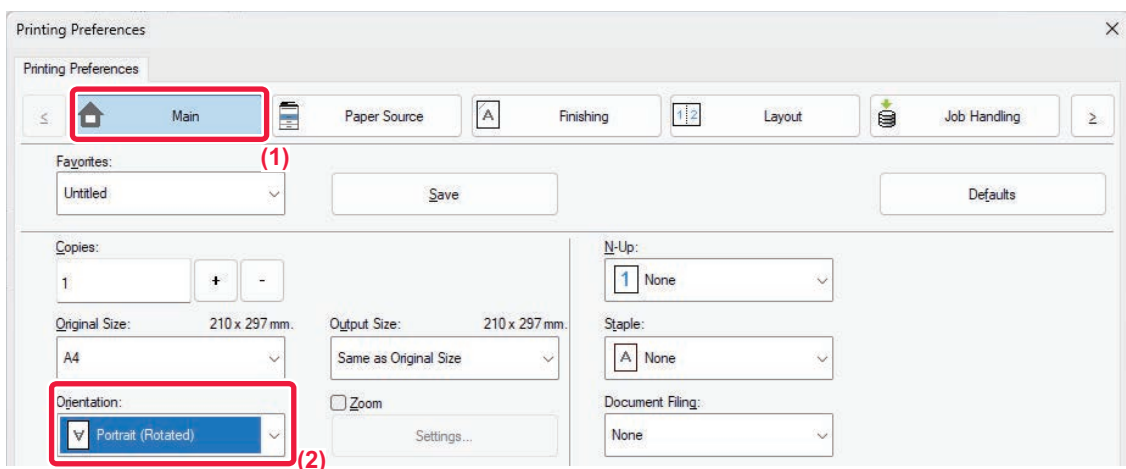 Printing Preferences
Printing Preferences
Main
Paper Source
Finishing
Layout
Job Handling
(1)
Favorites:
Untitled
Save
Defaults
Copies:
1
+
-
N-Up:
1 None
Original Size: 210 x 297 mm.
A4
Output Size: 210 x 297 mm.
Same as Original Size
Staple:
A None
Orientation:
A Portrait (Rotated)
(2)
Zoom
Settings...
Document Filing:
None